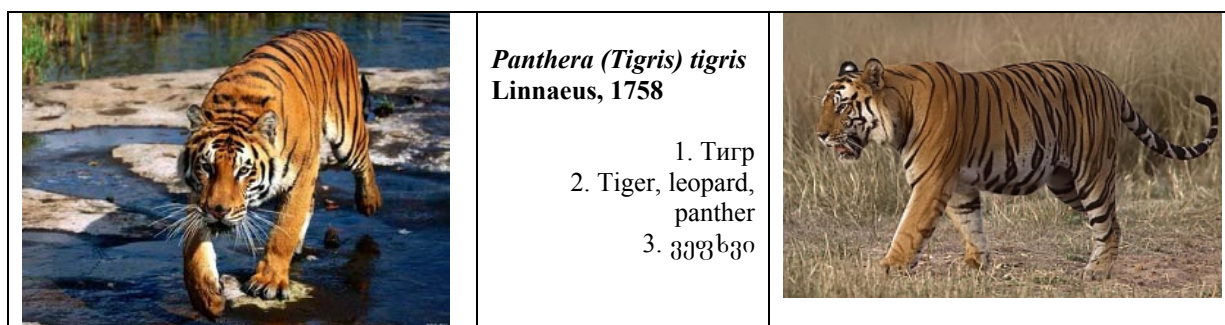 Panthera (Tigris) tigris
Linnaeus, 1758
1. Тигр
2. Tiger, leopard,
panther
3. ვეფხვი